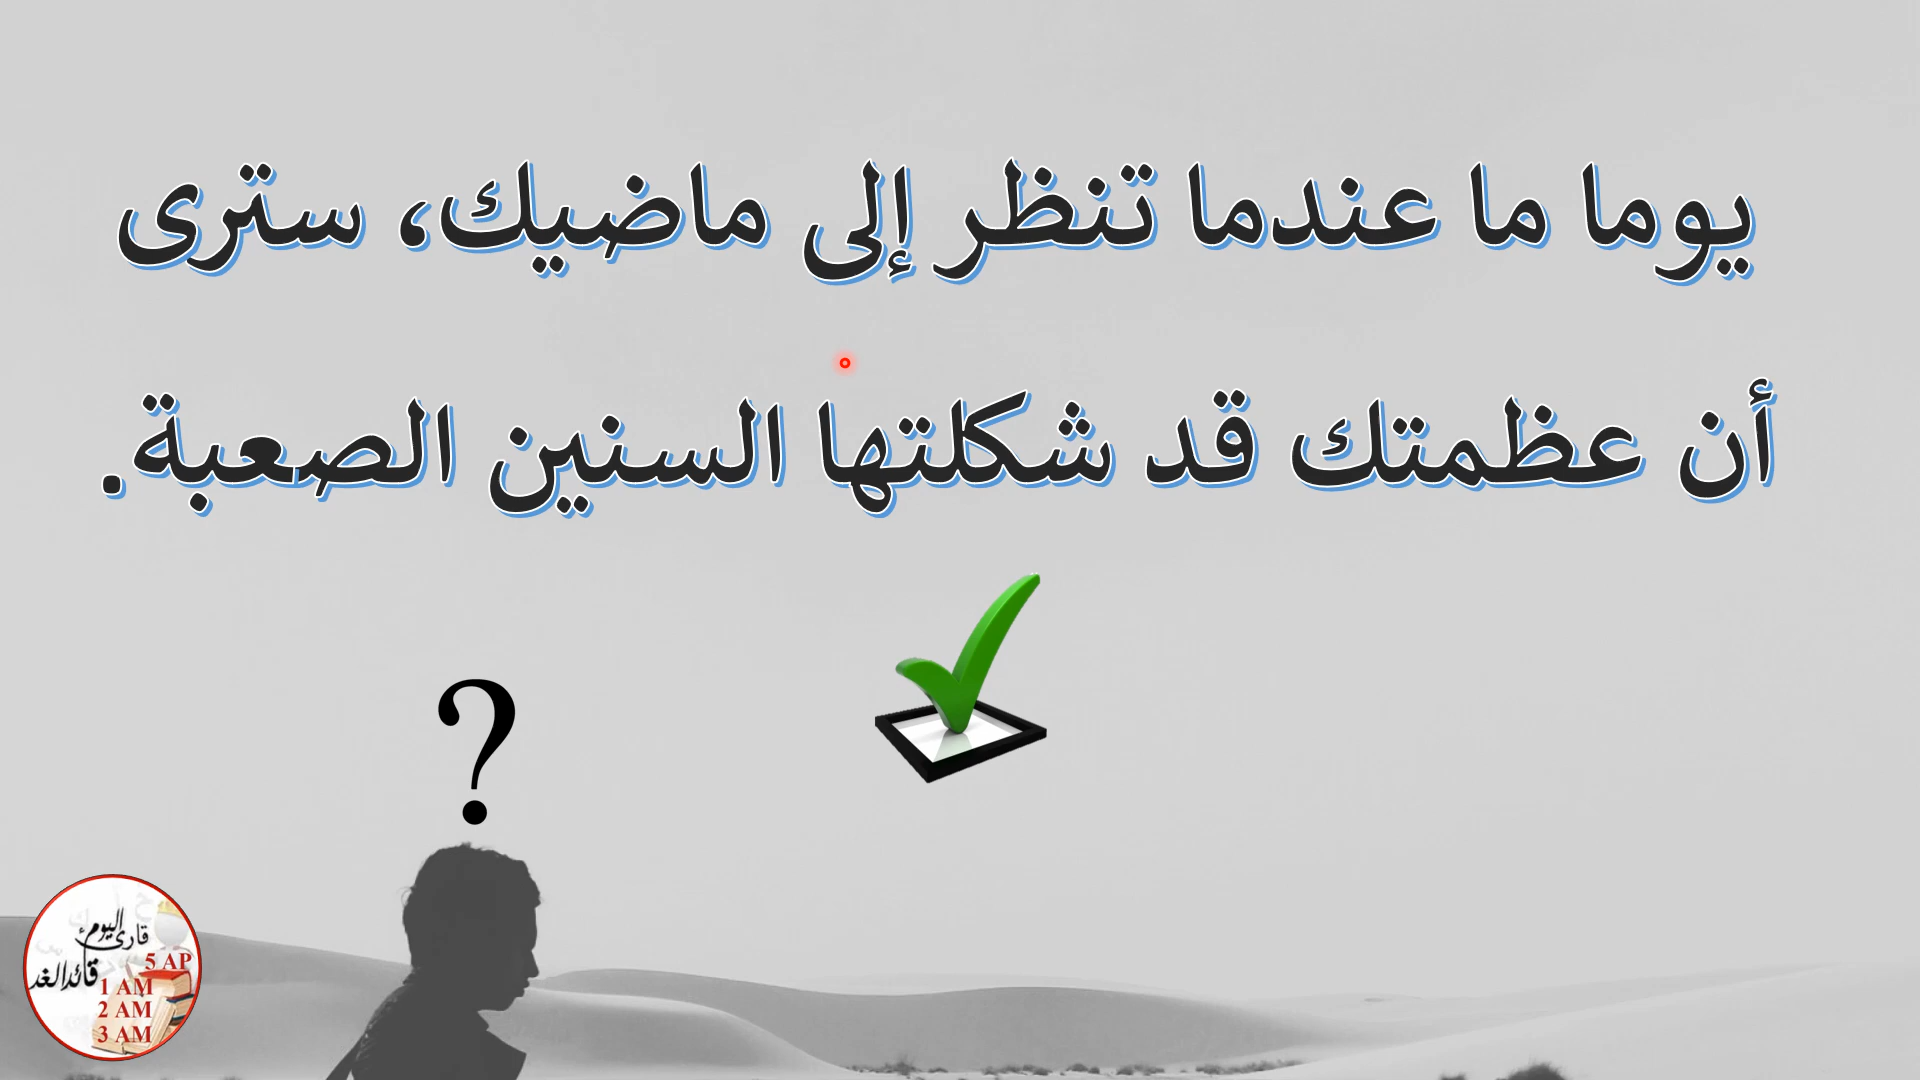 يوما ما عندما تنظر إلى ماضيك، سترى
أن عظمتك قد شكلتها السنين الصعبة.
?
قارئ اليوم
قائد الغد
5 AP
1 AM
2 AM
3 AM